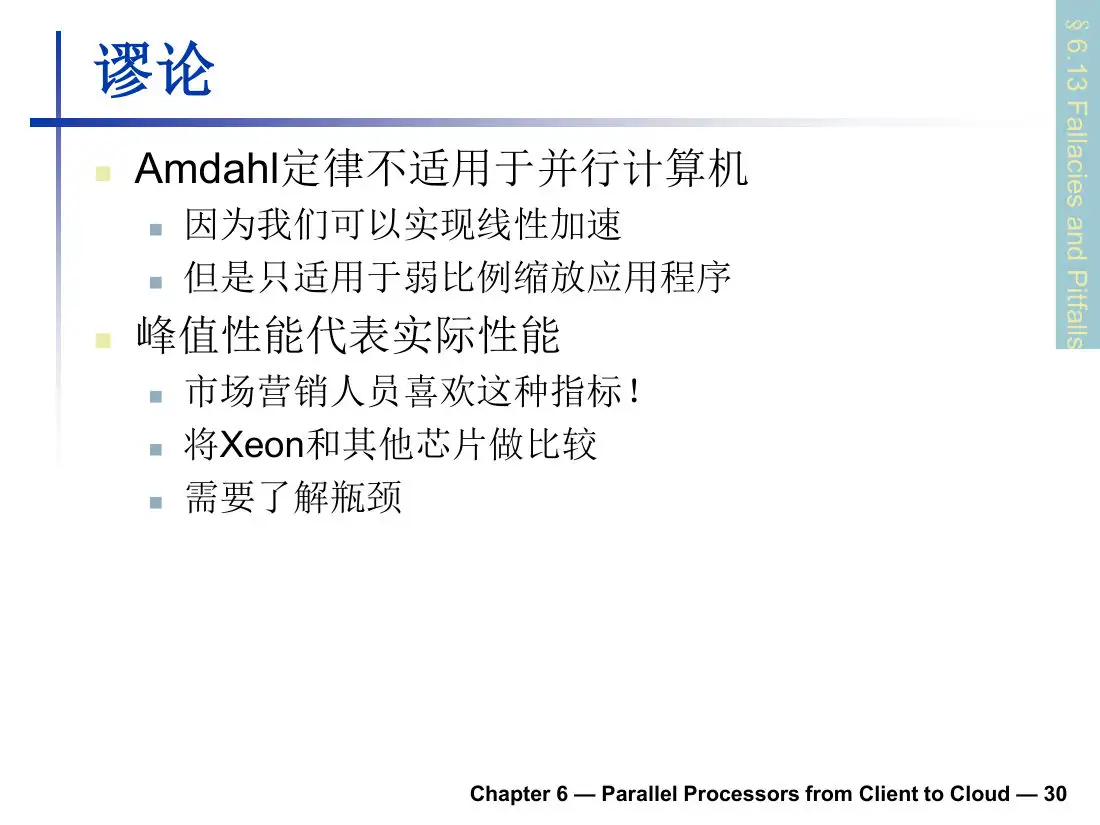 谬论
§6.13 Fallacies and Pitfalls
Amdahl定律不适用于并行计算机
因为我们可以实现线性加速
但是只适用于弱比例缩放应用程序
峰值性能代表实际性能
市场营销人员喜欢这种指标！
将Xeon和其他芯片做比较
需要了解瓶颈
Chapter 6 — Parallel Processors from Client to Cloud — 30